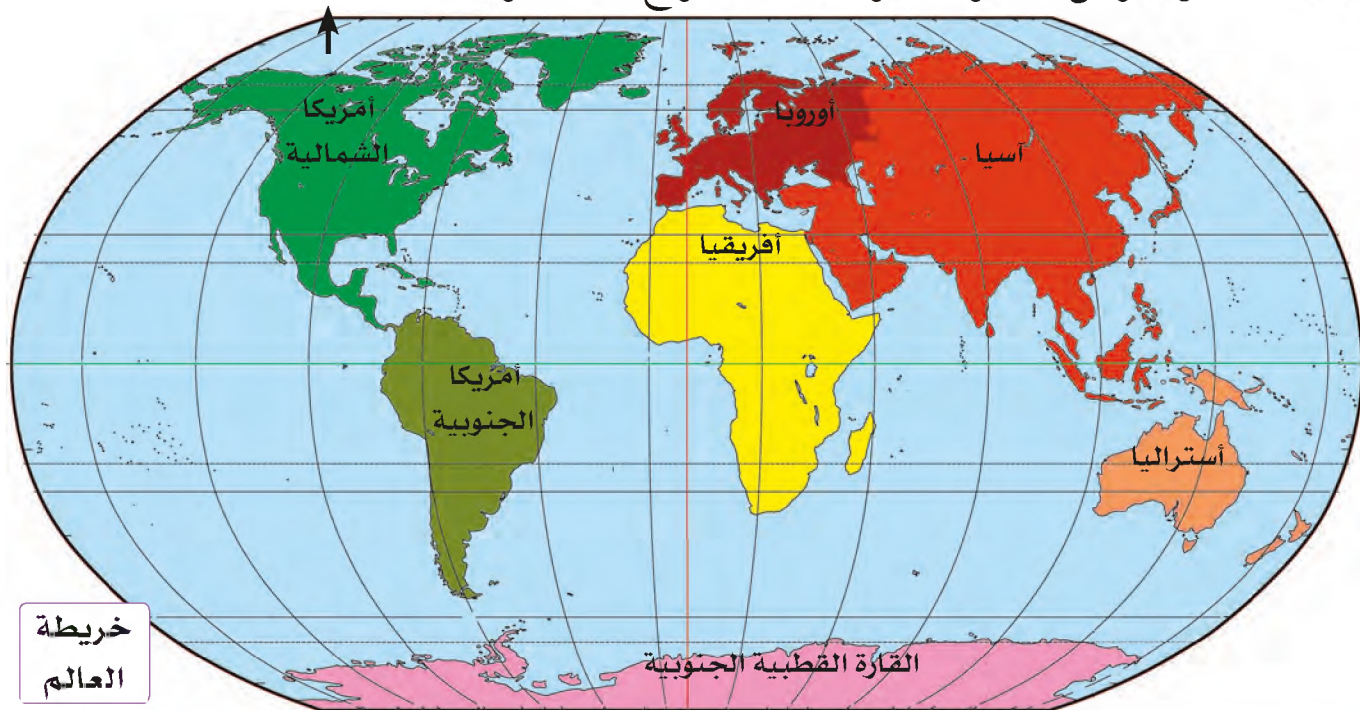 أمريكا
الشمالية
أوروبا
آسيا
أفريقيا
أمريكا
الجنوبية
أستراليا
القارة القطبية الجنوبية
خريطة
العالم